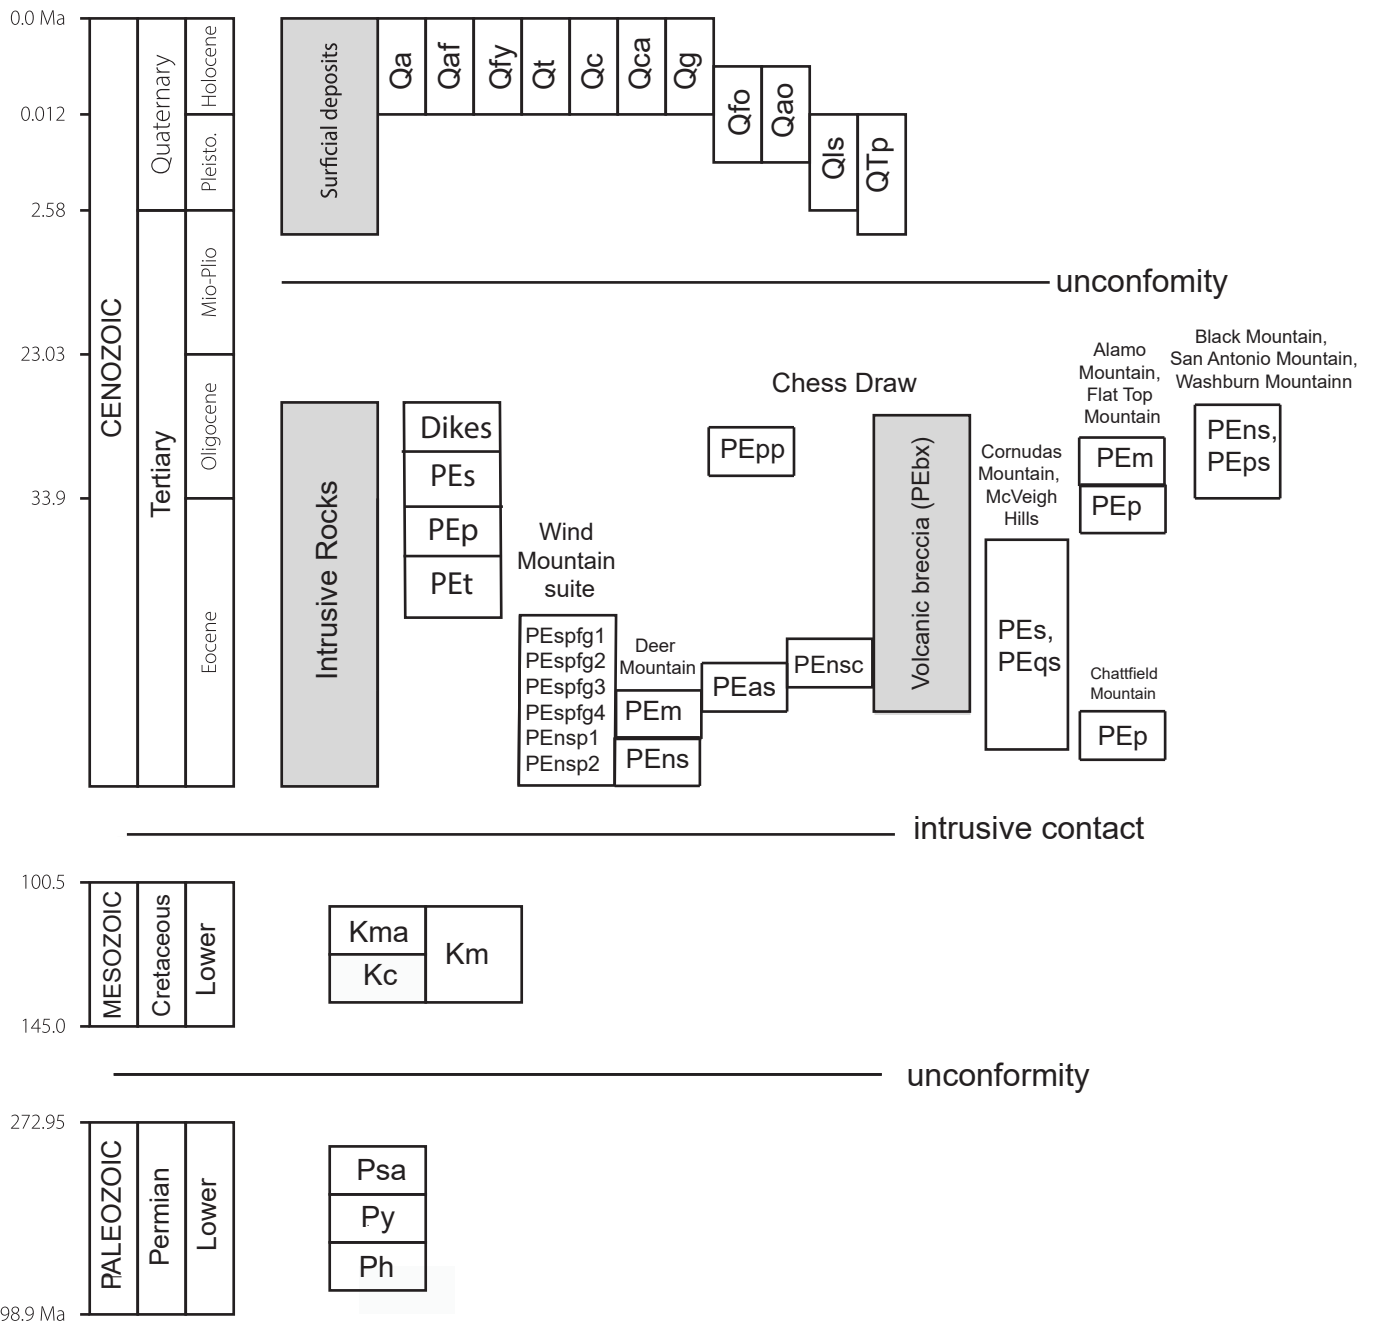 0.0 Ma
0.012
2.58
23.03
33.9
CENOZOIC
Quaternary
Tertiary
Holocene
Pleisto.
Mio-Plio
Oligocene
Eocene
Surficial deposits
Qa
Qaf
Qfy
Qt
Qc
Qca
Qg
Qfo
Qao
Qls
QTp
unconfomity
Intrusive Rocks
Dikes
PEs
PEp
PEt
Wind
Mountain
suite
PEspfg1
PEspfg2
PEspfg3
PEspfg4
PEnsp1
PEnsp2
Deer
Mountain
PEm
PEns
PEas
PEnsc
Chess Draw
PEpp
Volcanic breccia (PEbx)
Cornudas
Mountain,
McVeigh
Hills
PEs,
PEqs
Alamo
Mountain,
Flat Top
Mountain
PEm
PEp
Chattfield
Mountain
PEp
Black Mountain,
San Antonio Mountain,
Washburn Mountainn
PEns,
PEps
intrusive contact
100.5
145.0
MESOZOIC
Cretaceous
Lower
Kma
Kc
Km
unconformity
272.95
98.9 Ma
PALEOZOIC
Permian
Lower
Psa
Py
Ph